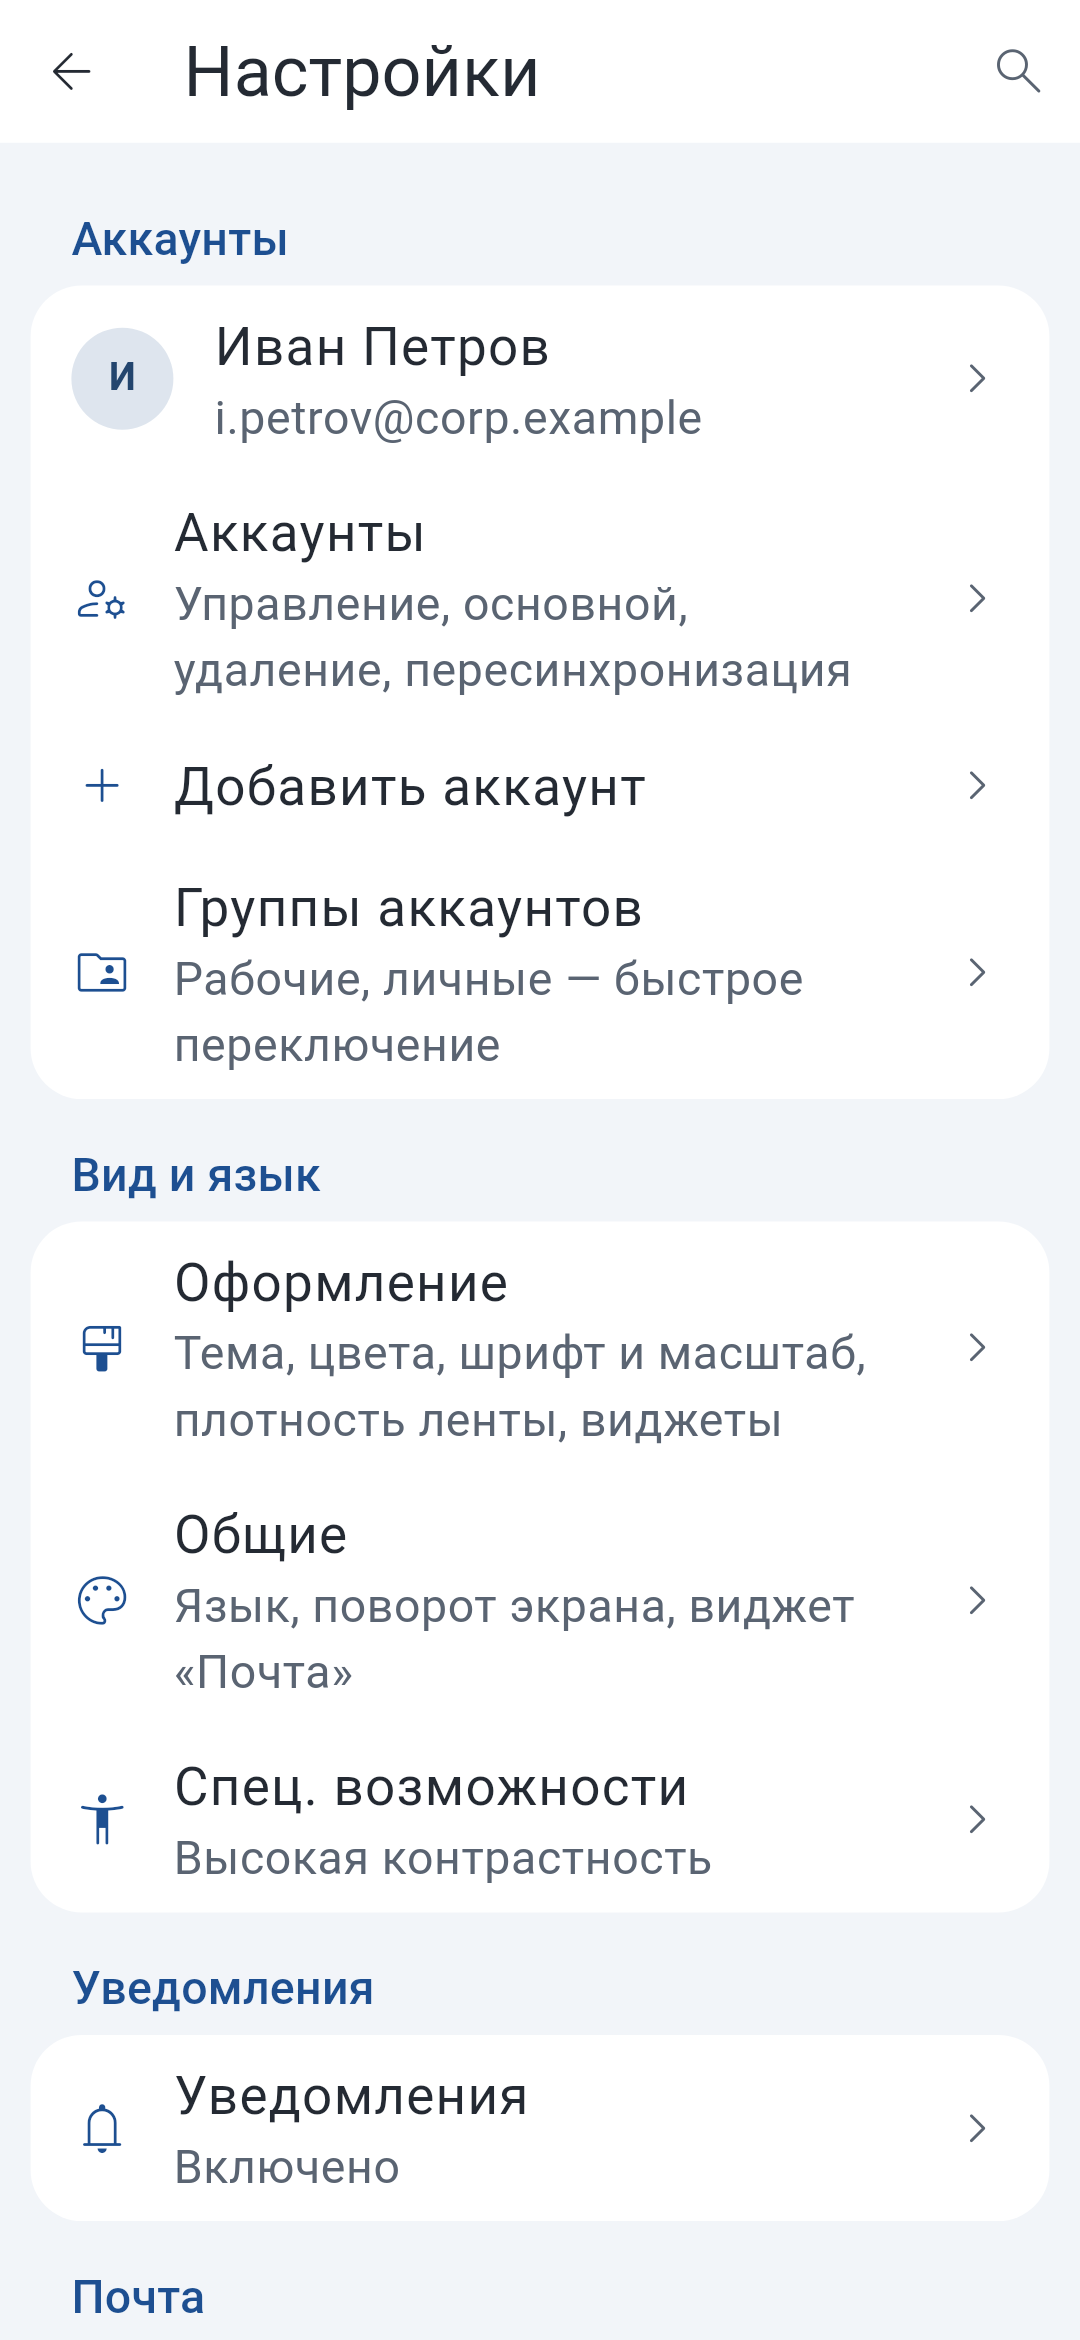 Настройки
Аккаунты
И
Иван Петров
i.petrov@corp.example
Аккаунты
Управление, основной,
удаление, пересинхронизация
Добавить аккаунт
Группы аккаунтов
Рабочие, личные — быстрое
переключение
Вид и язык
Оформление
Тема, цвета, шрифт и масштаб,
плотность ленты, виджеты
Общие
Язык, поворот экрана, виджет
«Почта»
Спец. возможности
Высокая контрастность
Уведомления
Уведомления
Включено
Почта